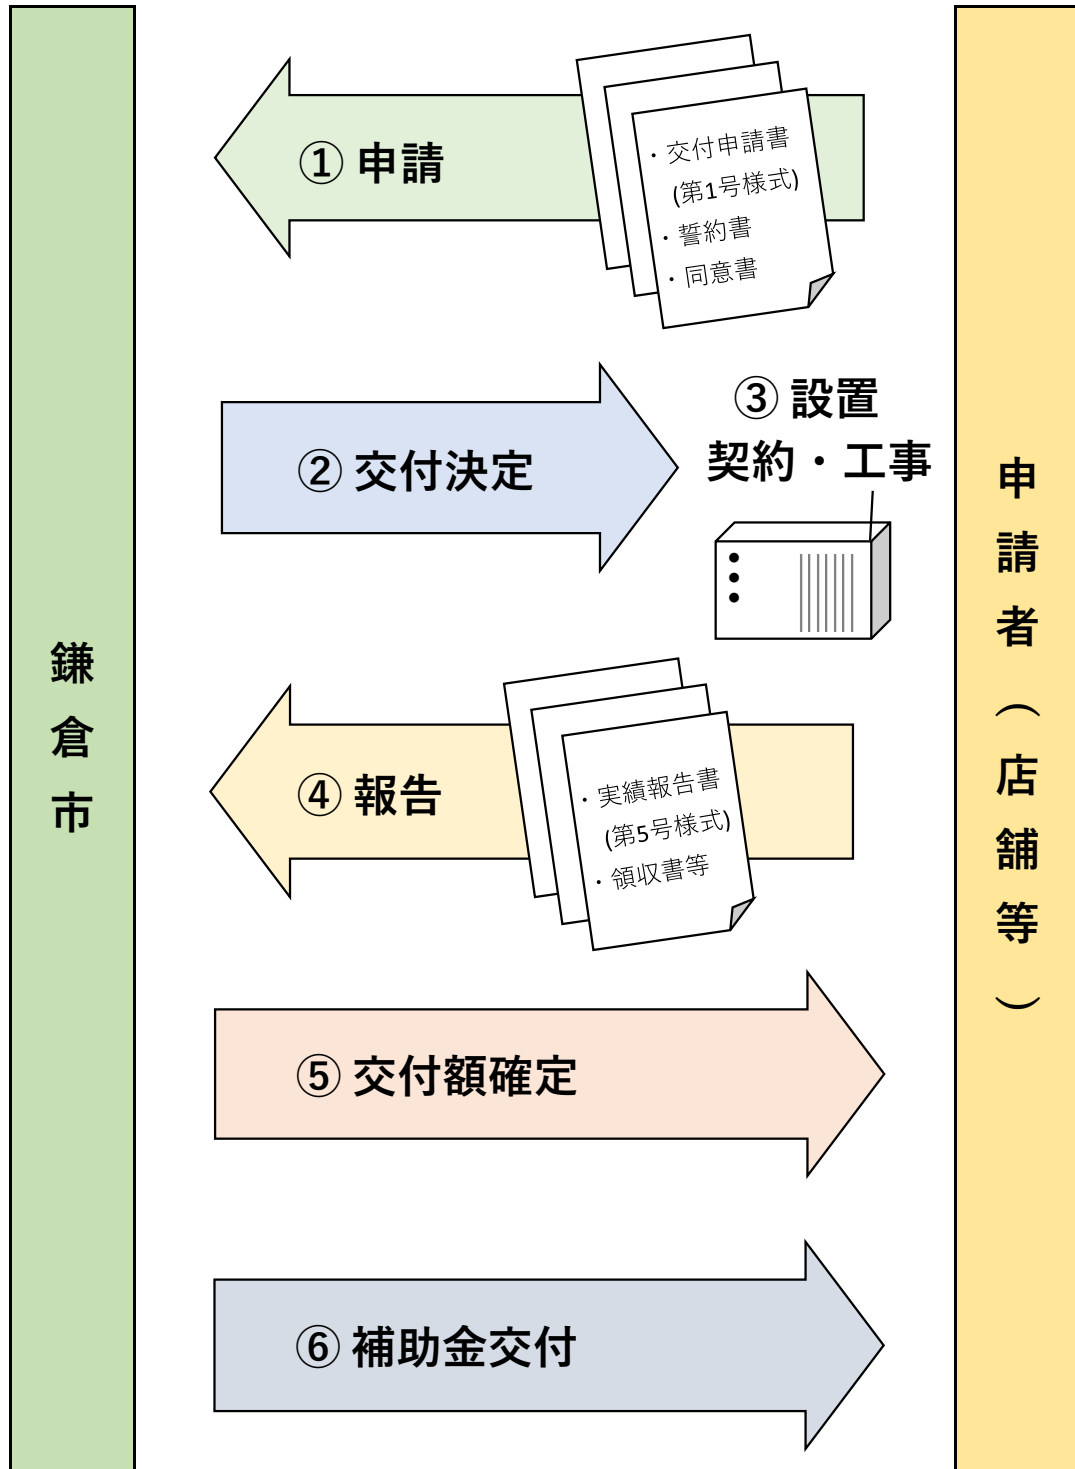 鎌倉市
① 申請
・交付申請書
(第1号様式)
・誓約書
・同意書
② 交付決定
③ 設置
契約・工事
④ 報告
・実績報告書
(第5号様式)
・領収書等
⑤ 交付額確定
⑥ 補助金交付
申請者（店舗等）